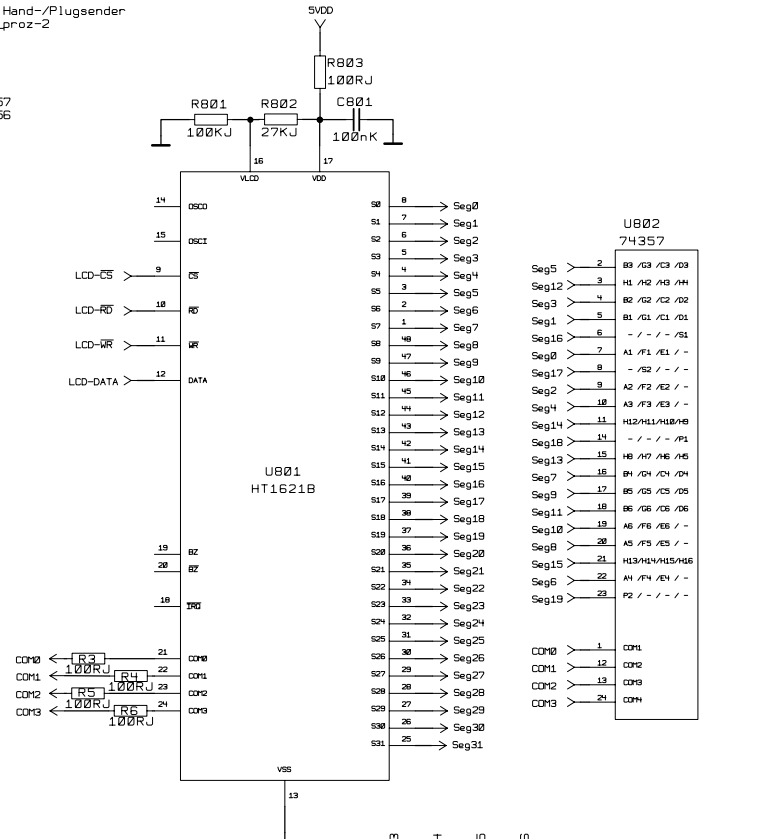 Hand-/Plugsender
proz-2
57
56
5VDD
R803
100RJ
R801
100KJ
R802
27KJ
C801
100nK
16
17
VLCD
VDD
14 OSCO
15 OSCI
LCD-CS 9 CS
LCD-RD 10 RD
LCD-WR 11 WR
LCD-DATA 12 DATA
U801
HT1621B
19 BZ
20 BZ
18 IRQ
COM0 R3 100RJ 21 COM0
COM1 R4 100RJ 22 COM1
COM2 R5 100RJ 23 COM2
COM3 R6 100RJ 24 COM3
S0 8 Seg0
S1 7 Seg1
S2 6 Seg2
S3 5 Seg3
S4 4 Seg4
S5 3 Seg5
S6 2 Seg6
S7 1 Seg7
S8 48 Seg8
S9 47 Seg9
S10 46 Seg10
S11 45 Seg11
S12 44 Seg12
S13 43 Seg13
S14 42 Seg14
S15 41 Seg15
S16 40 Seg16
S17 39 Seg17
S18 38 Seg18
S19 37 Seg19
S20 36 Seg20
S21 35 Seg21
S22 34 Seg22
S23 33 Seg23
S24 32 Seg24
S25 31 Seg25
S26 30 Seg26
S27 29 Seg27
S28 28 Seg28
S29 27 Seg29
S30 26 Seg30
S31 25 Seg31
VSS
13
U802
74357
Seg5 2 B3 /G3 /C3 /D3
Seg12 3 H1 /H2 /H3 /H4
Seg3 4 B2 /G2 /C2 /D2
Seg1 5 B1 /G1 /C1 /D1
Seg16 6 - / - / - /S1
Seg0 7 A1 /F1 /E1 / -
Seg17 8 - /S2 / - / -
Seg2 9 A2 /F2 /E2 / -
Seg4 10 A3 /F3 /E3 / -
Seg14 11 H12/H11/H10/H9
Seg18 14 - / - / - /P1
Seg13 15 H8 /H7 /H6 /H5
Seg7 16 B4 /G4 /C4 /D4
Seg9 17 B5 /G5 /C5 /D5
Seg11 18 B6 /G6 /C6 /D6
Seg10 19 A6 /F6 /E6 / -
Seg8 20 A5 /F5 /E5 / -
Seg15 21 H13/H14/H15/H16
Seg6 22 A4 /F4 /E4 / -
Seg19 23 P2 / - / - / -
COM0 1 COM1
COM1 12 COM2
COM2 13 COM3
COM3 24 COM4